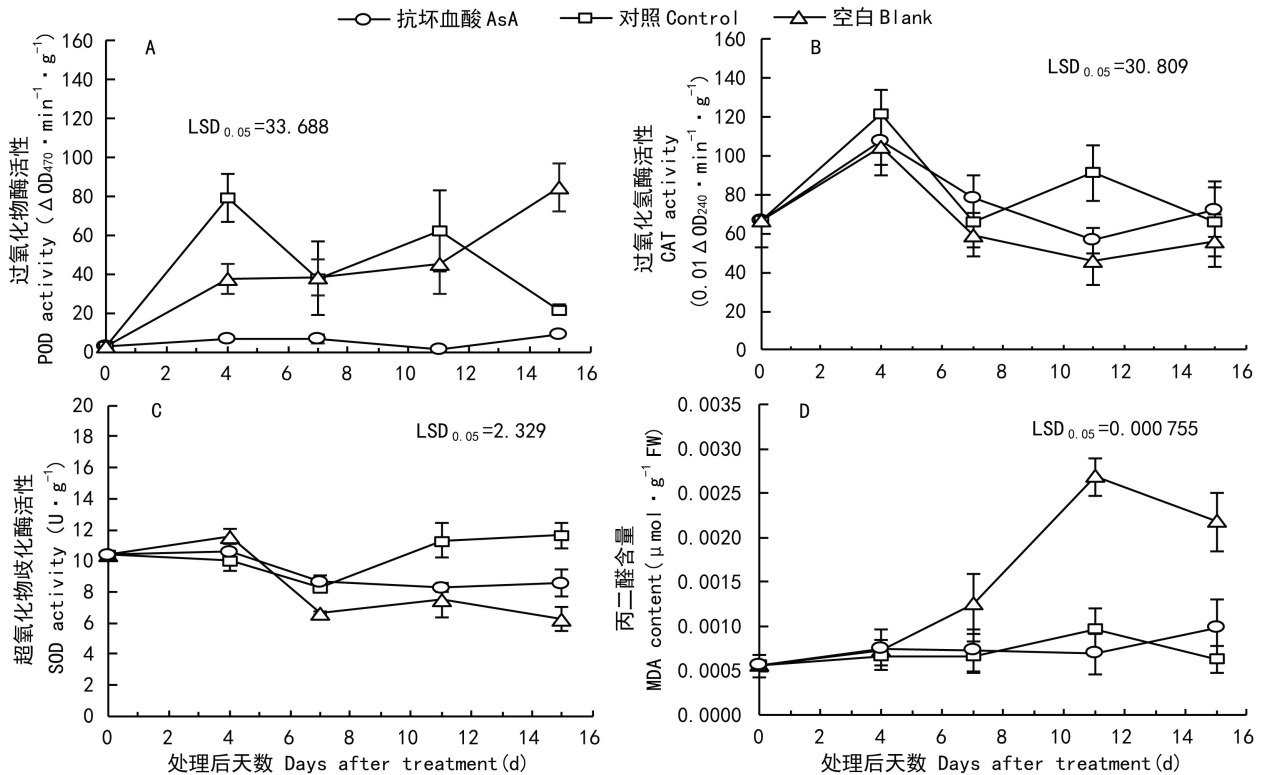 抗坏血酸 AsA 对照 Control 空白 Blank
A
LSD0.05=33.688
过氧化物酶活性
POD activity (ΔOD470·min⁻¹·g⁻¹)
160
140
120
100
80
60
40
20
0
0 2 4 6 8 10 12 14 16
B
LSD0.05=30.809
过氧化氢酶活性
CAT activity
(0.01ΔOD240·min⁻¹·g⁻¹)
160
140
120
100
80
60
40
20
0
0 2 4 6 8 10 12 14 16
C
LSD0.05=2.329
超氧化物歧化酶活性
SOD activity (U·g⁻¹)
20
18
16
14
12
10
8
6
4
2
0
0 2 4 6 8 10 12 14 16
处理后天数 Days after treatment(d)
D
LSD0.05=0.000 755
丙二醛含量
MDA content(μmol·g⁻¹ FW)
0.0035
0.0030
0.0025
0.0020
0.0015
0.0010
0.0005
0.0000
0 2 4 6 8 10 12 14 16
处理后天数 Days after treatment(d)